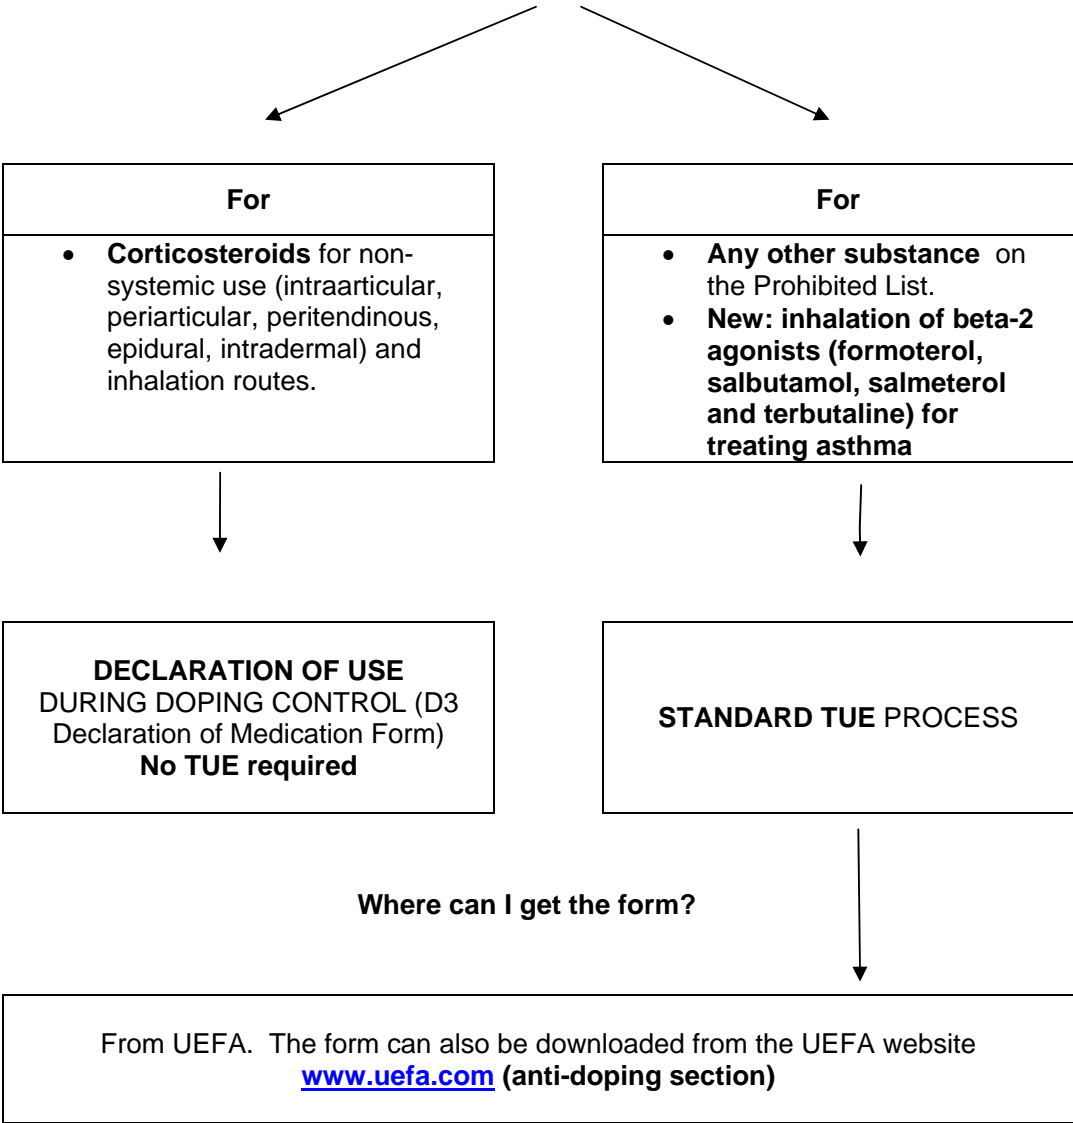 For
• Corticosteroids for non-
systemic use (intraarticular,
periarticular, peritendinous,
epidural, intradermal) and
inhalation routes.
For
• Any other substance on
the Prohibited List.
• New: inhalation of beta-2
agonists (formoterol,
salbutamol, salmeterol
and terbutaline) for
treating asthma
DECLARATION OF USE
DURING DOPING CONTROL (D3
Declaration of Medication Form)
No TUE required
STANDARD TUE PROCESS
Where can I get the form?
From UEFA. The form can also be downloaded from the UEFA website
www.uefa.com (anti-doping section)